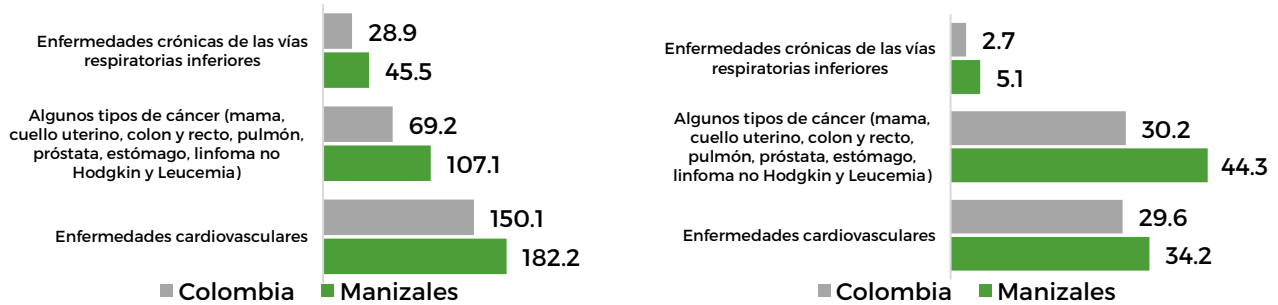 Enfermedades crónicas de las vías
respiratorias inferiores
28.9
45.5
Algunos tipos de cáncer (mama,
cuello uterino, colon y recto, pulmón,
próstata, estómago, linfoma no
Hodgkin y Leucemia)
69.2
107.1
Enfermedades cardiovasculares
150.1
182.2
Colombia Manizales
Enfermedades crónicas de las vías
respiratorias inferiores
2.7
5.1
Algunos tipos de cáncer (mama,
cuello uterino, colon y recto,
pulmón, próstata, estómago,
linfoma no Hodgkin y Leucemia)
30.2
44.3
Enfermedades cardiovasculares
29.6
34.2
Colombia Manizales